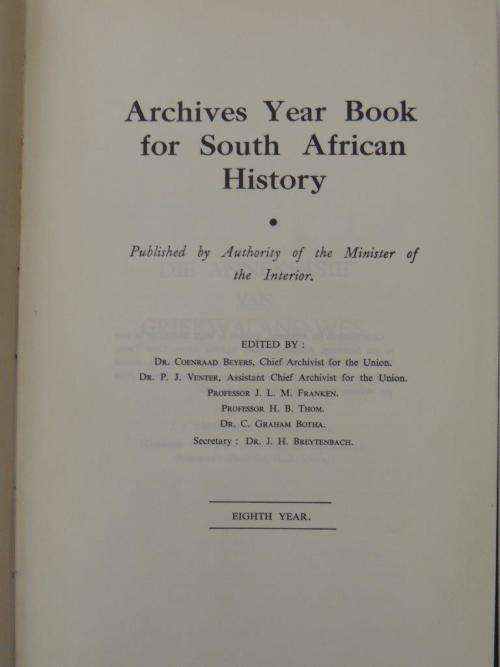 Archives Year Book
for South African
History
Published by Authority of the Minister of
the Interior.
EDITED BY :
Dr. Coenraad Beyers, Chief Archivist for the Union.
Dr. P. J. Venter, Assistant Chief Archivist for the Union.
Professor J. L. M. Franken.
Professor H. B. Thom.
Dr. C. Graham Botha.
Secretary : Dr. J. H. Breytenbach.
EIGHTH YEAR.